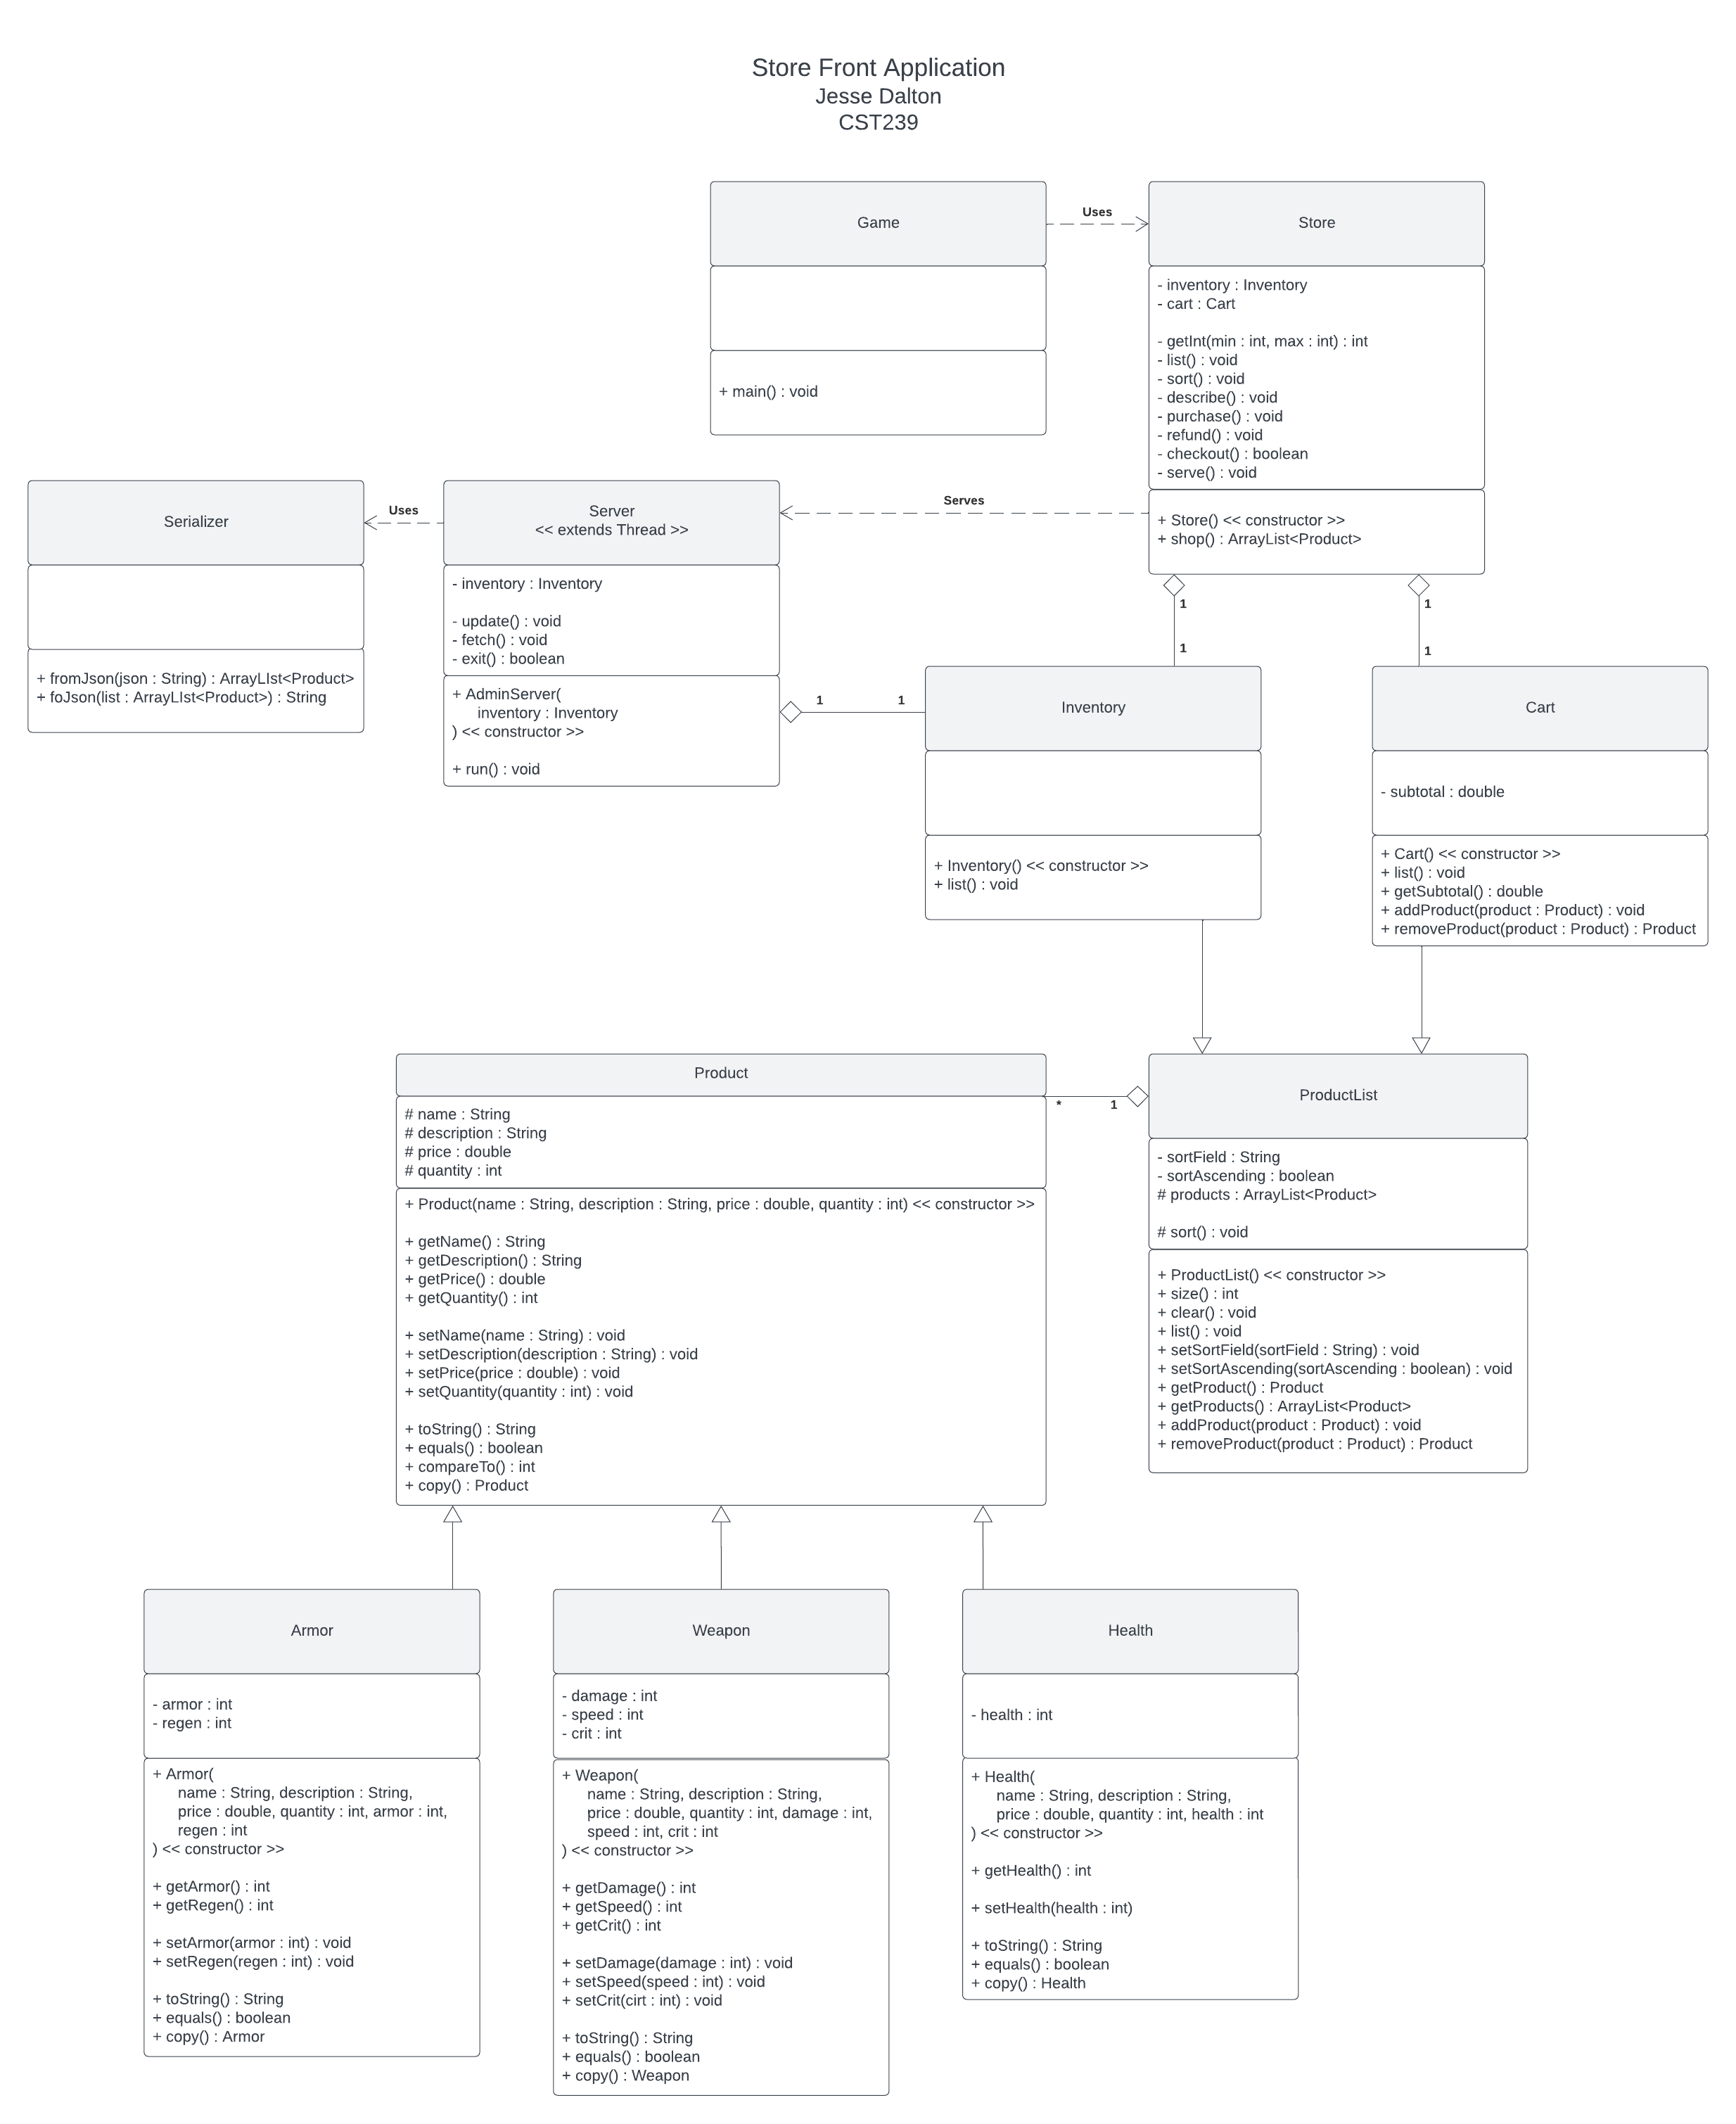 Store Front Application
Jesse Dalton
CST239
Game
+ main() : void
Uses
Store
- inventory : Inventory
- cart : Cart
- getInt(min : int, max : int) : int
- list() : void
- sort() : void
- describe() : void
- purchase() : void
- refund() : void
- checkout() : boolean
- serve() : void
+ Store() << constructor >>
+ shop() : ArrayList<Product>
Serializer
+ fromJson(json : String) : ArrayLIst<Product>
+ foJson(list : ArrayLIst<Product>) : String
Uses
Server
<< extends Thread >>
- inventory : Inventory
- update() : void
- fetch() : void
- exit() : boolean
+ AdminServer(
inventory : Inventory
) << constructor >>
+ run() : void
Serves
1
1
1
1
1
1
Inventory
+ Inventory() << constructor >>
+ list() : void
Cart
- subtotal : double
+ Cart() << constructor >>
+ list() : void
+ getSubtotal() : double
+ addProduct(product : Product) : void
+ removeProduct(product : Product) : Product
Product
# name : String
# description : String
# price : double
# quantity : int
+ Product(name : String, description : String, price : double, quantity : int) << constructor >>
+ getName() : String
+ getDescription() : String
+ getPrice() : double
+ getQuantity() : int
+ setName(name : String) : void
+ setDescription(description : String) : void
+ setPrice(price : double) : void
+ setQuantity(quantity : int) : void
+ toString() : String
+ equals() : boolean
+ compareTo() : int
+ copy() : Product
*
1
ProductList
- sortField : String
- sortAscending : boolean
# products : ArrayList<Product>
# sort() : void
+ ProductList() << constructor >>
+ size() : int
+ clear() : void
+ list() : void
+ setSortField(sortField : String) : void
+ setSortAscending(sortAscending : boolean) : void
+ getProduct() : Product
+ getProducts() : ArrayList<Product>
+ addProduct(product : Product) : void
+ removeProduct(product : Product) : Product
Armor
- armor : int
- regen : int
+ Armor(
name : String, description : String,
price : double, quantity : int, armor : int,
regen : int
) << constructor >>
+ getArmor() : int
+ getRegen() : int
+ setArmor(armor : int) : void
+ setRegen(regen : int) : void
+ toString() : String
+ equals() : boolean
+ copy() : Armor
Weapon
- damage : int
- speed : int
- crit : int
+ Weapon(
name : String, description : String,
price : double, quantity : int, damage : int,
speed : int, crit : int
) << constructor >>
+ getDamage() : int
+ getSpeed() : int
+ getCrit() : int
+ setDamage(damage : int) : void
+ setSpeed(speed : int) : void
+ setCrit(cirt : int) : void
+ toString() : String
+ equals() : boolean
+ copy() : Weapon
Health
- health : int
+ Health(
name : String, description : String,
price : double, quantity : int, health : int
) << constructor >>
+ getHealth() : int
+ setHealth(health : int)
+ toString() : String
+ equals() : boolean
+ copy() : Health